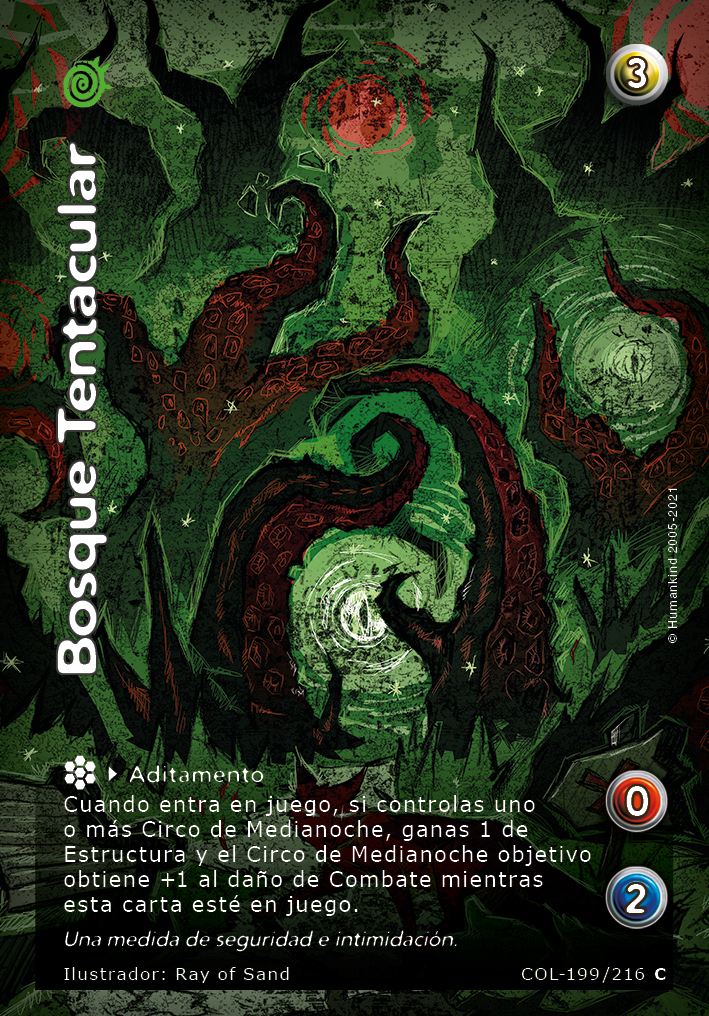 3
Bosque Tentacular
© Humankind 2005-2021
Aditamento
Cuando entra en juego, si controlas uno
o más Circo de Medianoche, ganas 1 de
Estructura y el Circo de Medianoche objetivo
obtiene +1 al daño de Combate mientras
esta carta esté en juego.
0
2
Una medida de seguridad e intimidación.
Ilustrador: Ray of Sand COL-199/216 C